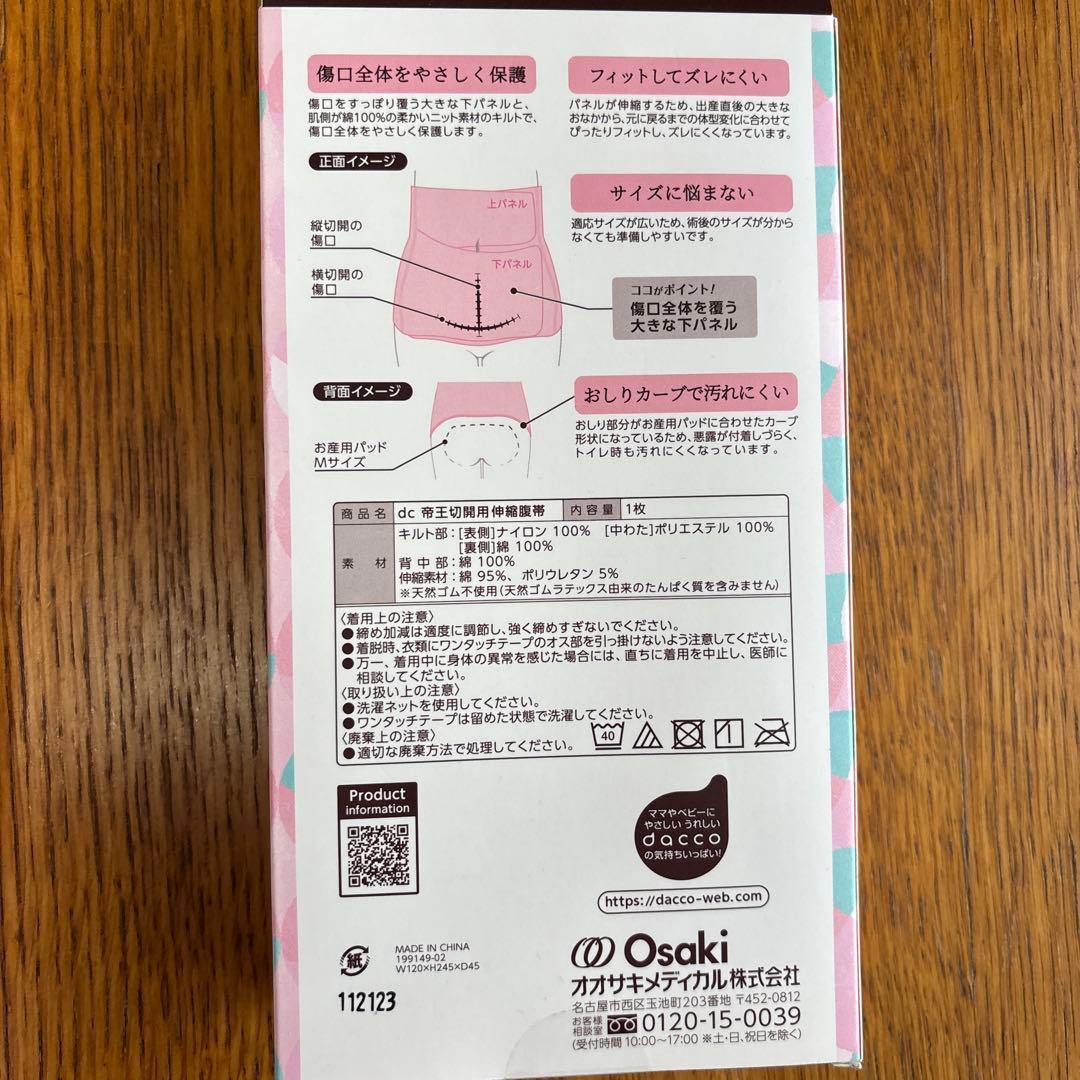 傷口全体をやさしく保護
傷口をすっぽり覆う大きな下パネルと、
肌側が綿100%の柔かいニット素材のキルトで、
傷口全体をやさしく保護します。
フィットしてズレにくい
パネルが伸縮するため、出産直後の大きな
おなかから、元に戻るまでの体型変化に合わせて
ぴったりフィットし、ズレにくくなっています。
正面イメージ
上パネル
縦切開の
傷口
下パネル
横切開の
傷口
サイズに悩まない
適応サイズが広いため、術後のサイズが分から
なくても準備しやすいです。
ココがポイント!
傷口全体を覆う
大きな下パネル
背面イメージ
お産用パッド
Mサイズ
おしりカーブで汚れにくい
おしり部分がお産用パッドに合わせたカーブ
形状になっているため、悪露が付着しづらく、
トイレ時も汚れにくくなっています。
商品名 dc 帝王切開用伸縮腹帯 内容量 1枚
素材 キルト部:[表側]ナイロン 100% [中わた]ポリエステル 100%
[裏側]綿 100%
背中部:綿 100%
伸縮素材:綿 95%、ポリウレタン 5%
※天然ゴム不使用(天然ゴムラテックス由来のたんぱく質を含みません)
〈着用上の注意〉
●締め加減は適度に調節し、強く締めすぎないでください。
●着脱時、衣類にワンタッチテープのオス部を引っ掛けないよう注意してください。
●万一、着用中に身体の異常を感じた場合には、直ちに着用を中止し、医師に
相談してください。
〈取り扱い上の注意〉
●洗濯ネットを使用してください。
●ワンタッチテープは留めた状態で洗濯してください。
〈廃棄上の注意〉
●適切な廃棄方法で処理してください。
40
Product
information
ママやベビーに
やさしい うれしい
dacco
の気持ちいっぱい!
https://dacco-web.com
紙
MADE IN CHINA
199149-02
W120×H245×D45
112123
Osaki
オオサキメディカル株式会社
名古屋市西区玉池町203番地 〒452-0812
お客様
相談室 0120-15-0039
(受付時間 10:00〜17:00 ※土・日、祝日を除く)